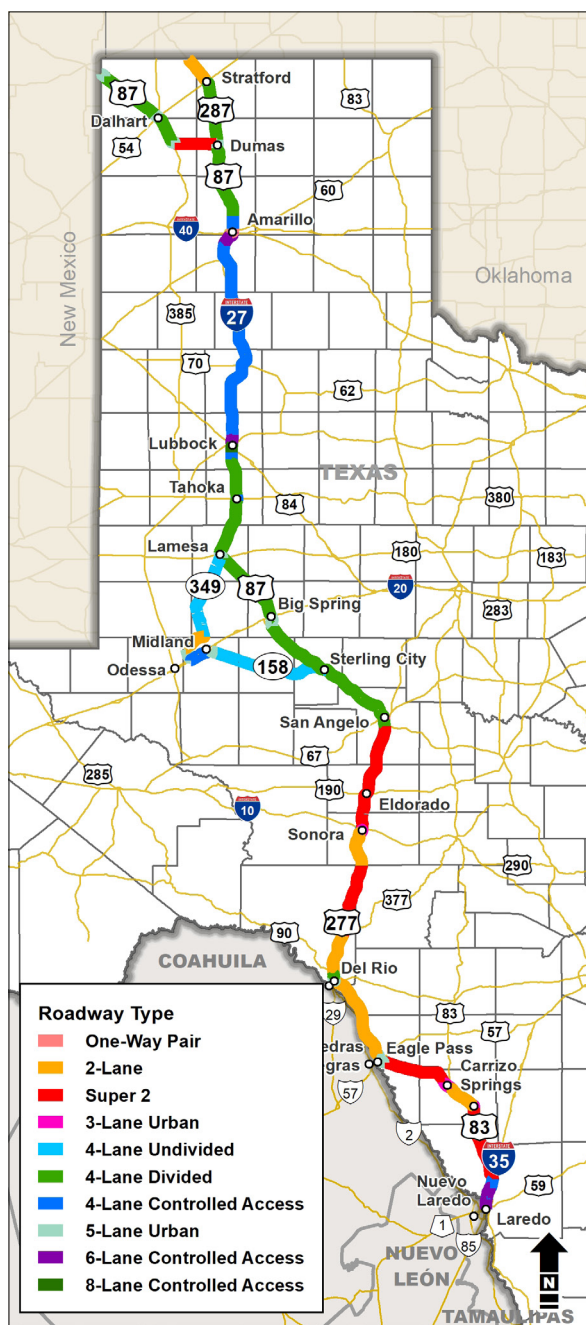 Stratford
87
287
83
Dalhart
54
Dumas
87
60
Amarillo
40
New Mexico
Oklahoma
385
INTERSTATE
27
70
62
Lubbock
TEXAS
Tahoka
84
380
Lamesa
180
183
349
87
20
Big Spring
283
Midland
Odessa
158
Sterling City
San Angelo
67
285
190
Eldorado
10
Sonora
290
377
277
90
COAHUILA
Del Rio
29
83
57
edras
egras
Eagle Pass
Carrizo
Springs
57
2
83
INTERSTATE
35
59
Nuevo
Laredo
Laredo
1
85
NUEVO
LEÓN
TAMAULIPAS
N
Roadway Type
One-Way Pair
2-Lane
Super 2
3-Lane Urban
4-Lane Undivided
4-Lane Divided
4-Lane Controlled Access
5-Lane Urban
6-Lane Controlled Access
8-Lane Controlled Access